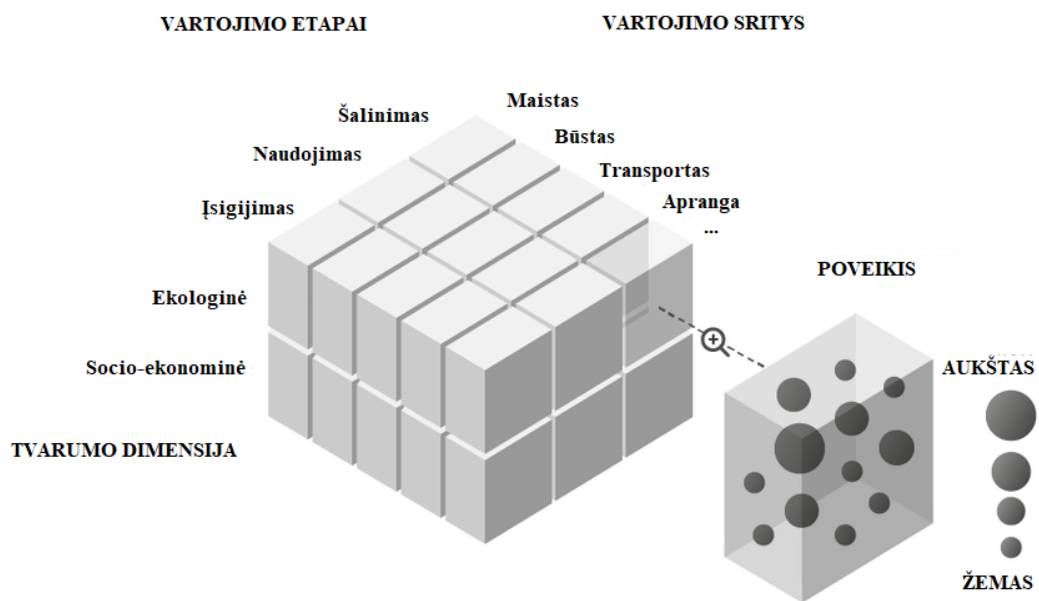 VARTOJIMO ETAPAI
VARTOJIMO SRITYS
Šalinimas
Naudojimas
Įsigijimas
Maistas
Būstas
Transportas
Apranga
...
Ekologinė
Socio-ekonominė
TVARUMO DIMENSIJA
POVEIKIS
AUKŠTAS
ŽEMAS